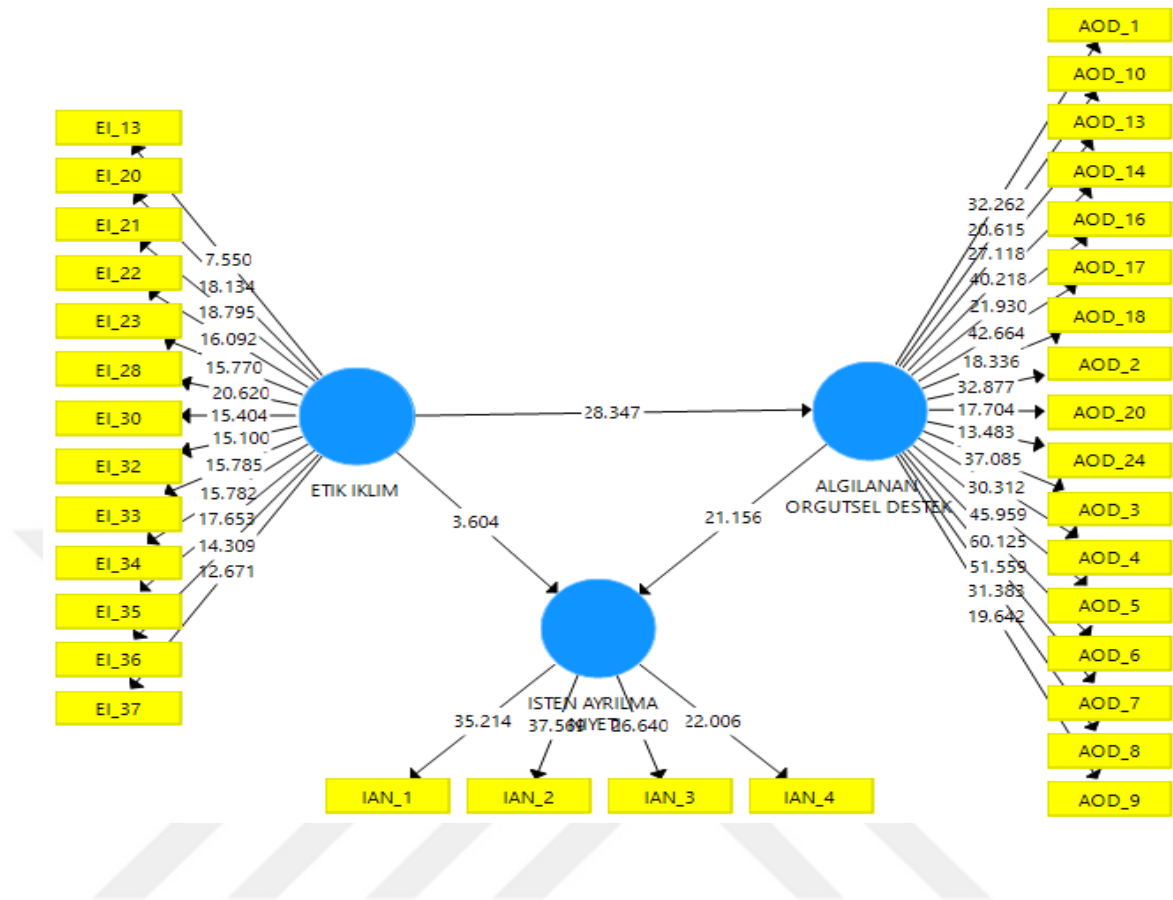 EI_13
EI_20
EI_21
EI_22
EI_23
EI_28
EI_30
EI_32
EI_33
EI_34
EI_35
EI_36
EI_37
7.550
18.134
18.795
16.092
15.770
20.620
15.404
15.100
15.785
15.782
17.653
14.309
12.671
ETIK IKLIM
28.347
3.604
21.156
ALGILANAN
ORGUTSEL DESTEK
32.262
20.615
27.118
40.218
21.930
42.664
18.336
32.877
17.704
13.483
37.085
30.312
45.959
60.125
51.559
31.383
19.642
AOD_1
AOD_10
AOD_13
AOD_14
AOD_16
AOD_17
AOD_18
AOD_2
AOD_20
AOD_24
AOD_3
AOD_4
AOD_5
AOD_6
AOD_7
AOD_8
AOD_9
ISTEN AYRILMA
NIYETI
35.214
37.569
26.640
22.006
IAN_1
IAN_2
IAN_3
IAN_4